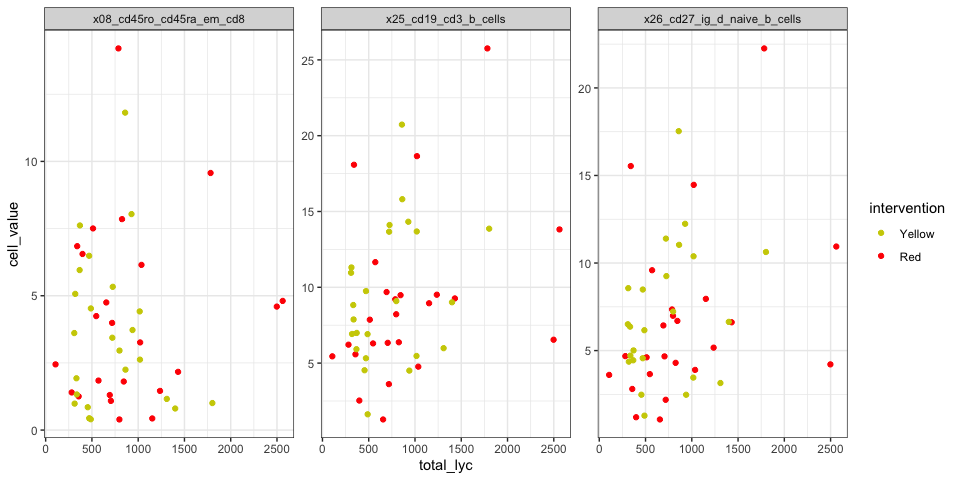 x08_cd45ro_cd45ra_em_cd8
x25_cd19_cd3_b_cells
x26_cd27_ig_d_naive_b_cells
cell_value
10
5
0
25
20
15
10
5
20
15
10
5
0 500 1000 1500 2000 2500
0 500 1000 1500 2000 2500
0 500 1000 1500 2000 2500
total_lyc
intervention
Yellow
Red